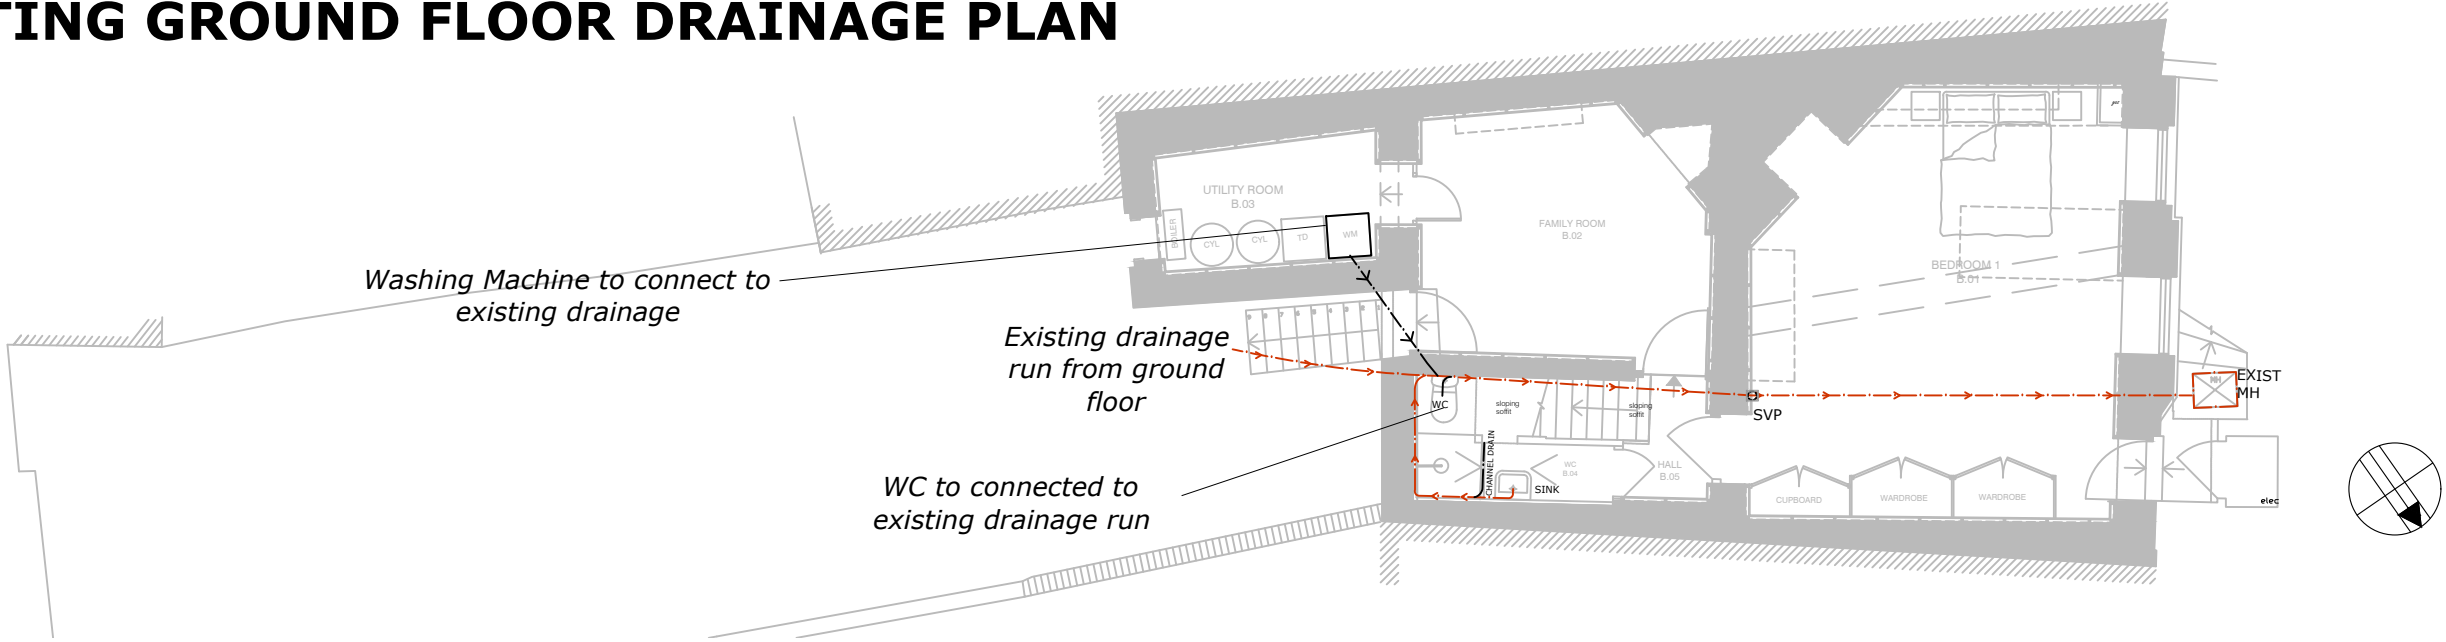 TING GROUND FLOOR DRAINAGE PLAN
UTILITY ROOM
B.03
BOILER
CYL
CYL
TD
WM
FAMILY ROOM
B.02
BEDROOM 1
B.01
Washing Machine to connect to
existing drainage
Existing drainage
run from ground
floor
WC to connected to
existing drainage run
WC
sloping
soffit
sloping
soffit
CHANNEL DRAIN
SINK
WC
B.04
HALL
B.05
SVP
CUPBOARD
WARDROBE
WARDROBE
MH
EXIST
MH
elec